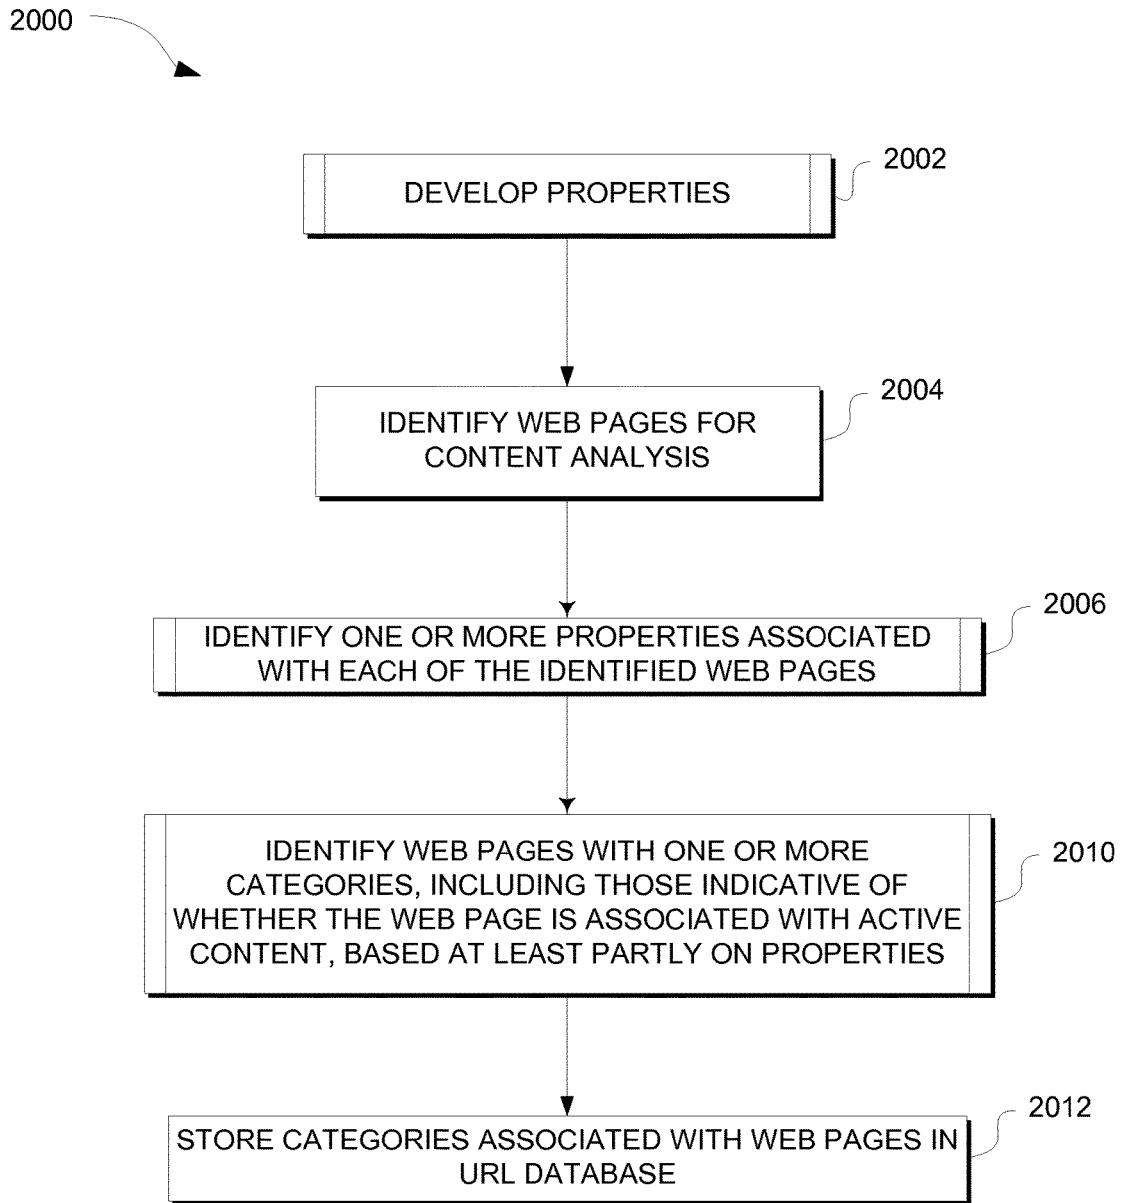 2000
2002
DEVELOP PROPERTIES
2004
IDENTIFY WEB PAGES FOR
CONTENT ANALYSIS
2006
IDENTIFY ONE OR MORE PROPERTIES ASSOCIATED
WITH EACH OF THE IDENTIFIED WEB PAGES
2010
IDENTIFY WEB PAGES WITH ONE OR MORE
CATEGORIES, INCLUDING THOSE INDICATIVE OF
WHETHER THE WEB PAGE IS ASSOCIATED WITH ACTIVE
CONTENT, BASED AT LEAST PARTLY ON PROPERTIES
2012
STORE CATEGORIES ASSOCIATED WITH WEB PAGES IN
URL DATABASE